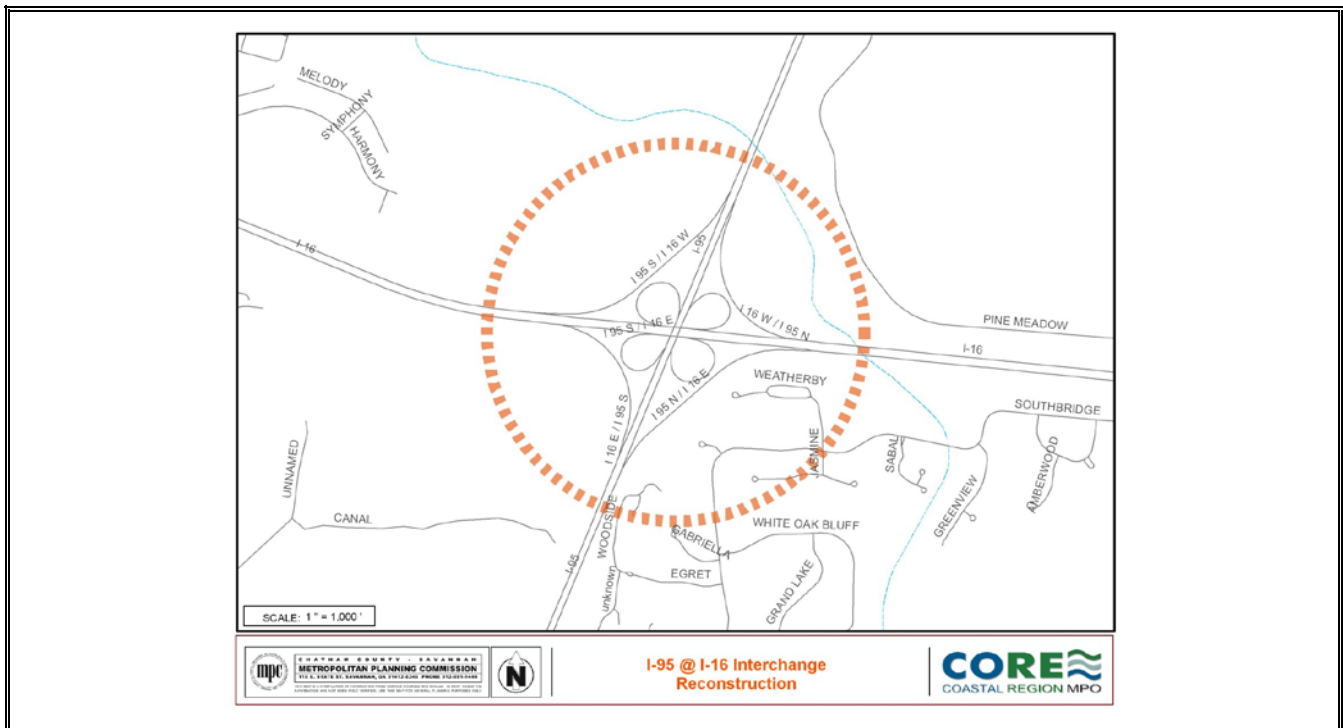 MELODY
SYMPHONY
HARMONY
I-16
I 95 S / I 16 W
I-95
I 95 S / I 16 E
I 16 W / I 95 N
PINE MEADOW
I-16
WEATHERBY
I 95 N / I 16 E
I 16 E / I 95 S
SOUTHBRIDGE
JASMINE
SABAL
AMBERWOOD
GREENVIEW
UNNAMED
CANAL
WOODSIDE
WHITE OAK BLUFF
GABRIELLA
I-95
EGRET
unknown
GRAND LAKE
SCALE: 1 " = 1,000 '
mpc
CHATHAM COUNTY - SAVANNAH
METROPOLITAN PLANNING COMMISSION
N
I-95 @ I-16 Interchange
Reconstruction
CORE
COASTAL REGION MPO